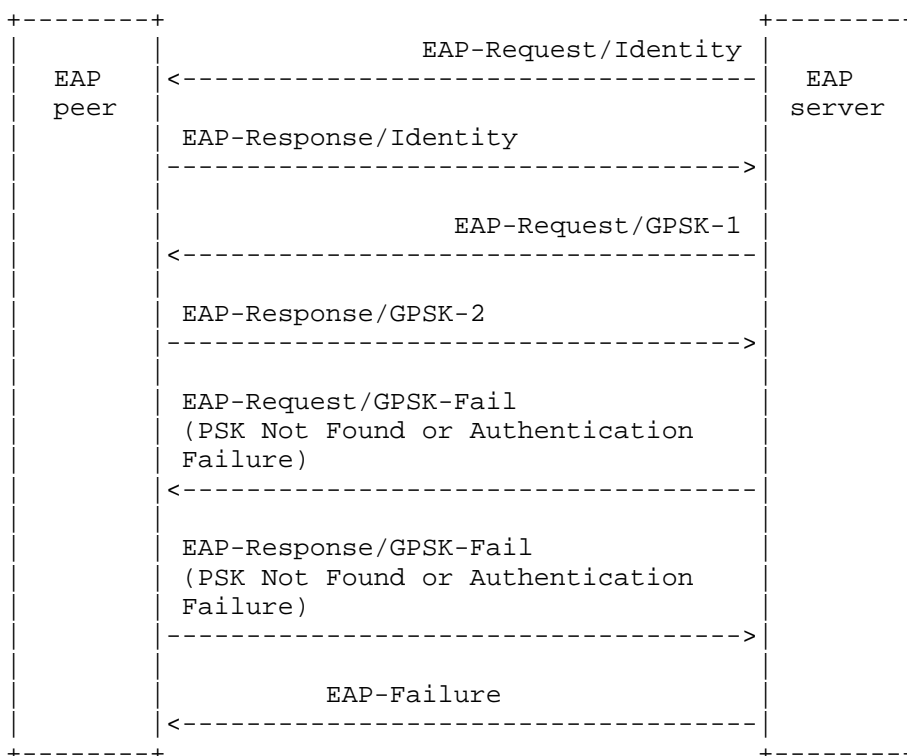 EAP-Request/Identity
EAP EAP
peer server
EAP-Response/Identity
EAP-Request/GPSK-1
EAP-Response/GPSK-2
EAP-Request/GPSK-Fail
(PSK Not Found or Authentication
Failure)
EAP-Response/GPSK-Fail
(PSK Not Found or Authentication
Failure)
EAP-Failure